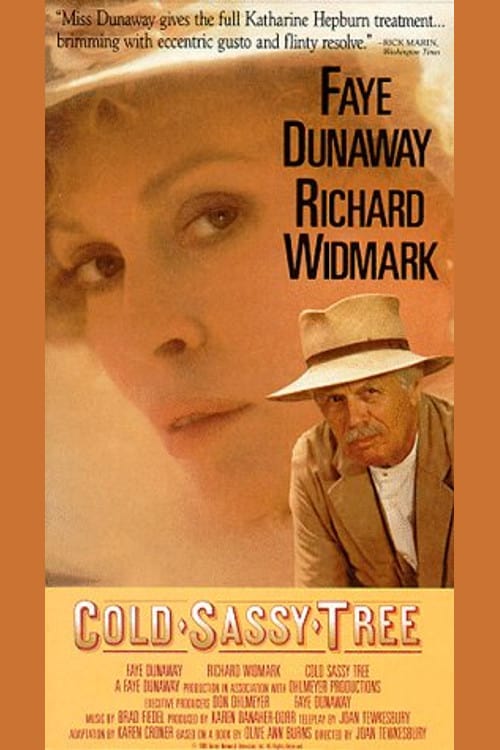 "Miss Dunaway gives the full Katharine Hepburn treatment...
brimming with eccentric gusto and flinty resolve." –RICK MARIN,
Washington Times
FAYE
DUNAWAY
RICHARD
WIDMARK
COLD·SASSY·TREE
FAYE DUNAWAY RICHARD WIDMARK COLD SASSY TREE
A FAYE DUNAWAY PRODUCTION IN ASSOCIATION WITH OHLMEYER PRODUCTIONS
EXECUTIVE PRODUCERS DON OHLMEYER FAYE DUNAWAY
MUSIC BY BRAD FIEDEL PRODUCED BY KAREN DANAHER-DORR TELEPLAY BY JOAN TEWKESBURY
ADAPTATION BY KAREN CRONER BASED ON A BOOK BY OLIVE ANN BURNS DIRECTED BY JOAN TEWKESBURY